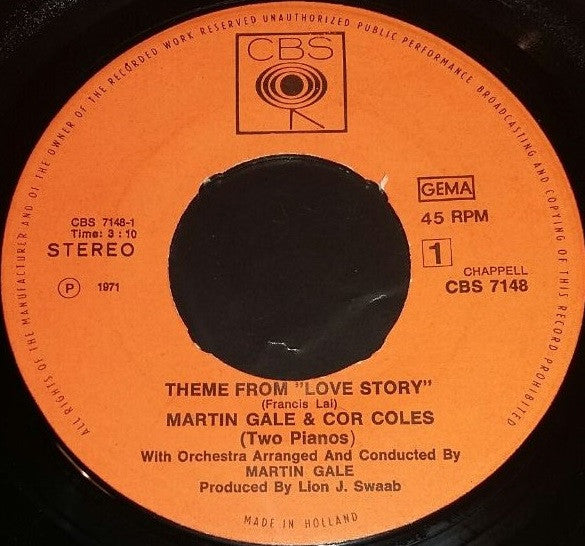 ALL RIGHTS OF THE MANUFACTURER AND OF THE OWNER OF THE RECORDED WORK RESERVED UNAUTHORIZED PUBLIC PERFORMANCE BROADCASTING AND COPYING OF THIS RECORD PROHIBITED
CBS
GEMA
45 RPM
CBS 7148-1
Time: 3 : 10
STEREO
1
CHAPPELL
CBS 7148
P 1971
THEME FROM "LOVE STORY"
(Francis Lai)
MARTIN GALE & COR COLES
(Two Pianos)
With Orchestra Arranged And Conducted By
MARTIN GALE
Produced By Lion J. Swaab
MADE IN HOLLAND